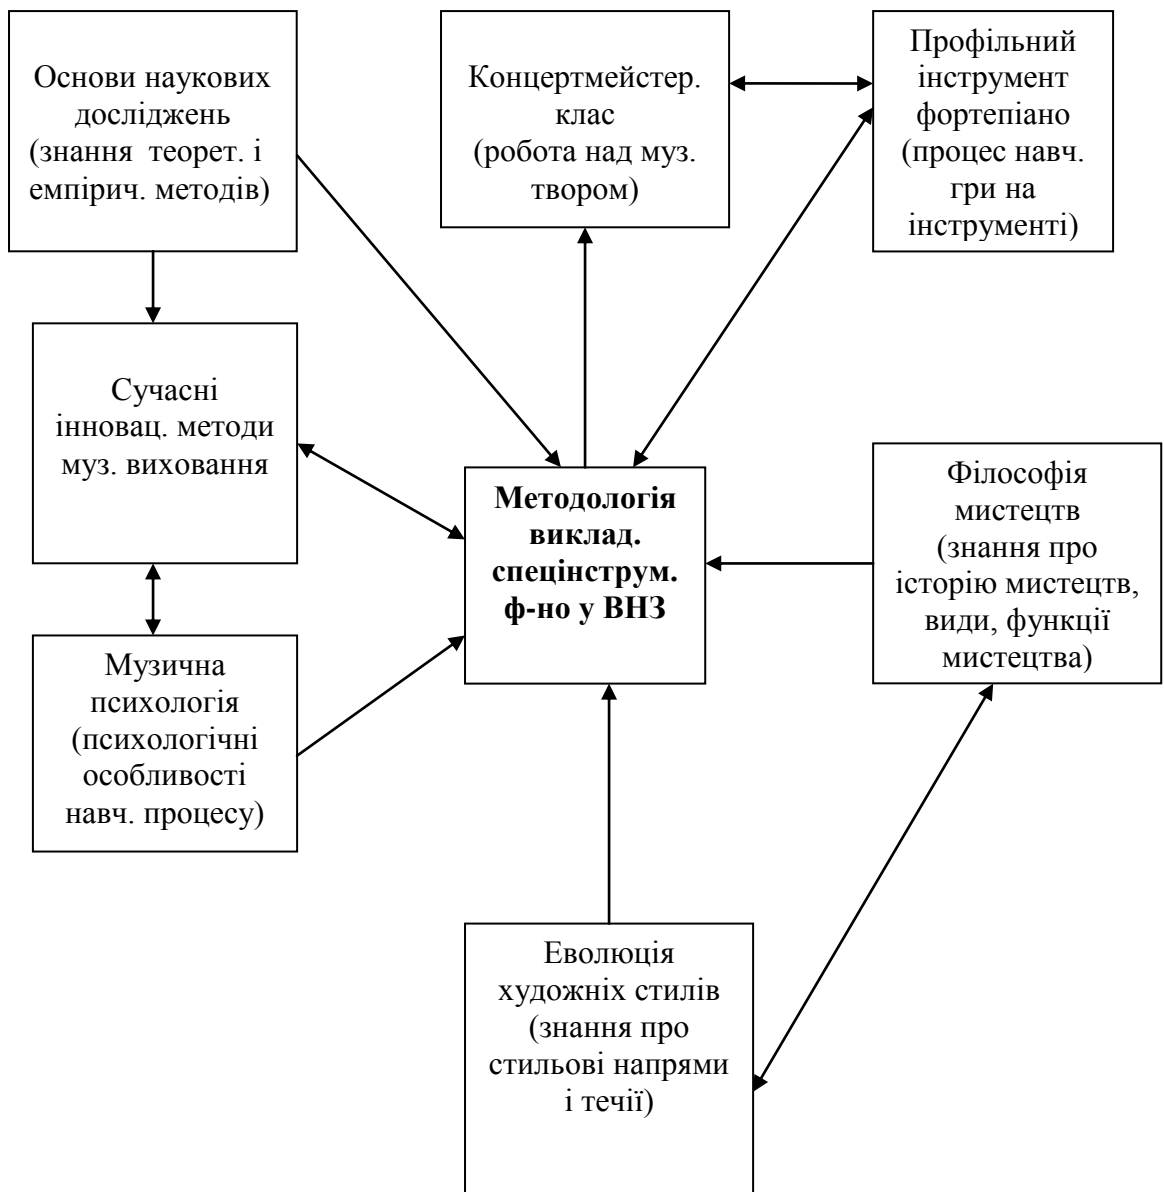 Основи наукових
досліджень
(знання теорет. і
емпірич. методів)
Концертмейстер.
клас
(робота над муз.
твором)
Профільний
інструмент
фортепіано
(процес навч.
гри на
інструменті)
Сучасні
інновац. методи
муз. виховання
Методологія
виклад.
спецінструм.
ф-но у ВНЗ
Філософія
мистецтв
(знання про
історію мистецтв,
види, функції
мистецтва)
Музична
психологія
(психологічні
особливості
навч. процесу)
Еволюція
художніх стилів
(знання про
стильові напрями
і течії)